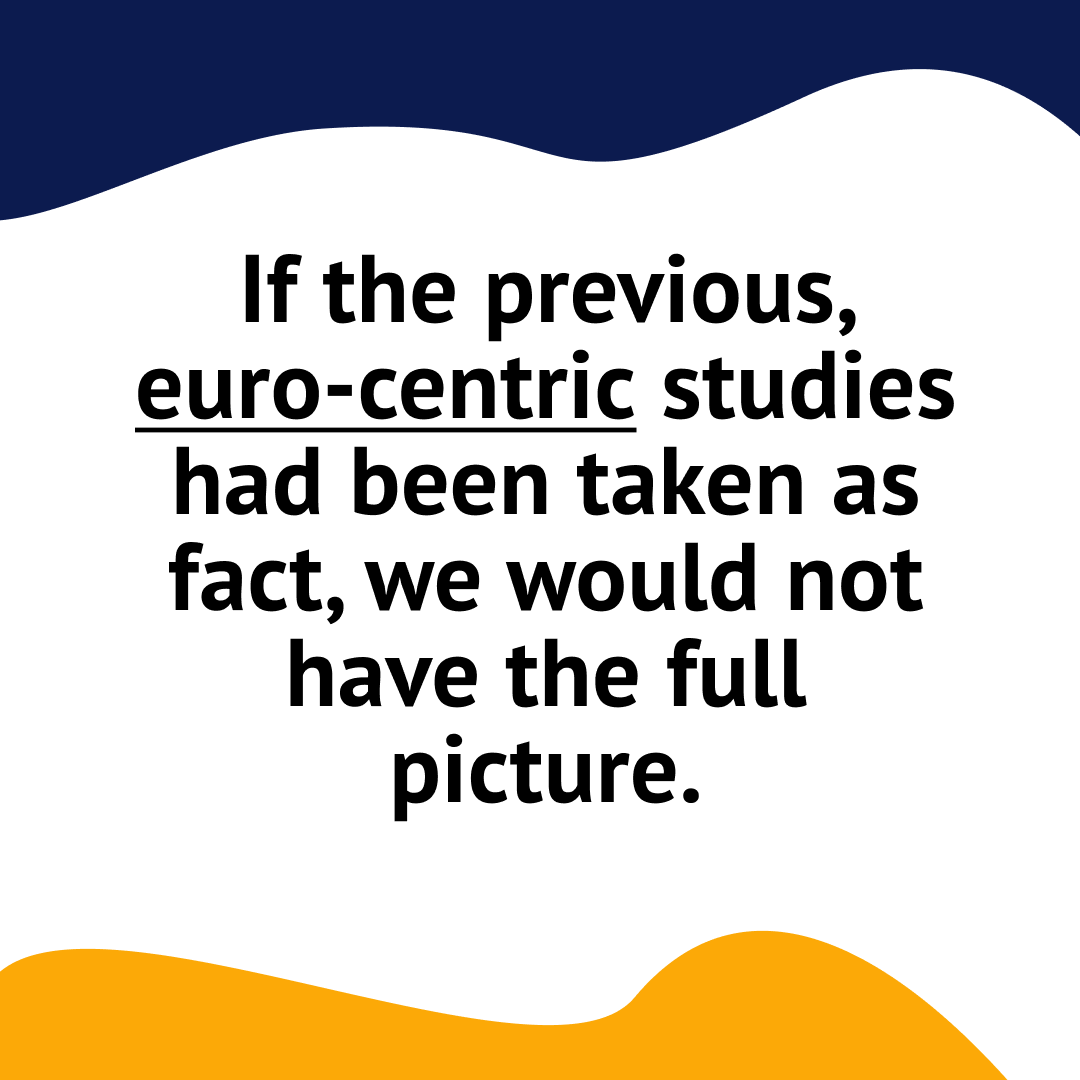 If the previous,
euro-centric studies
had been taken as
fact, we would not
have the full
picture.